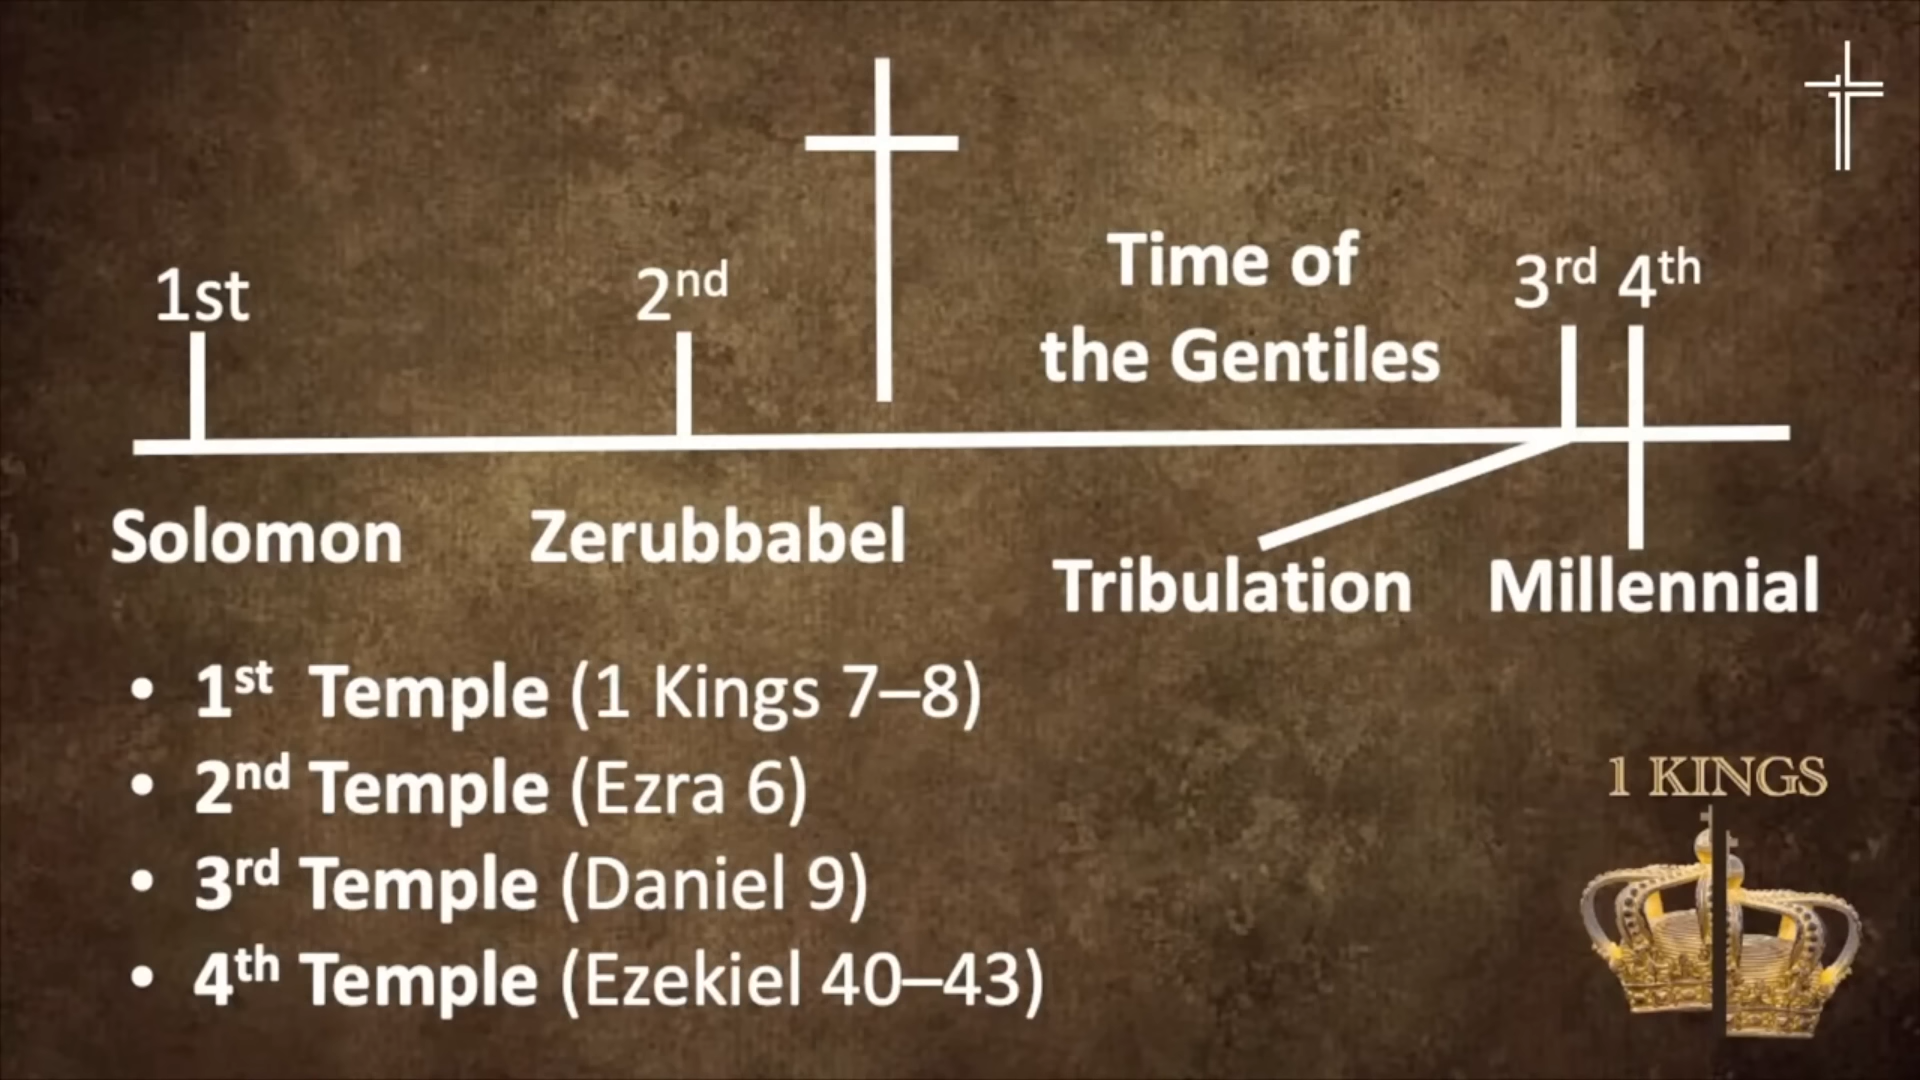 1st
2nd
Time of
the Gentiles
3rd 4th
Solomon
Zerubbabel
Tribulation
Millennial
• 1st Temple (1 Kings 7–8)
• 2nd Temple (Ezra 6)
• 3rd Temple (Daniel 9)
• 4th Temple (Ezekiel 40–43)
1 KINGS